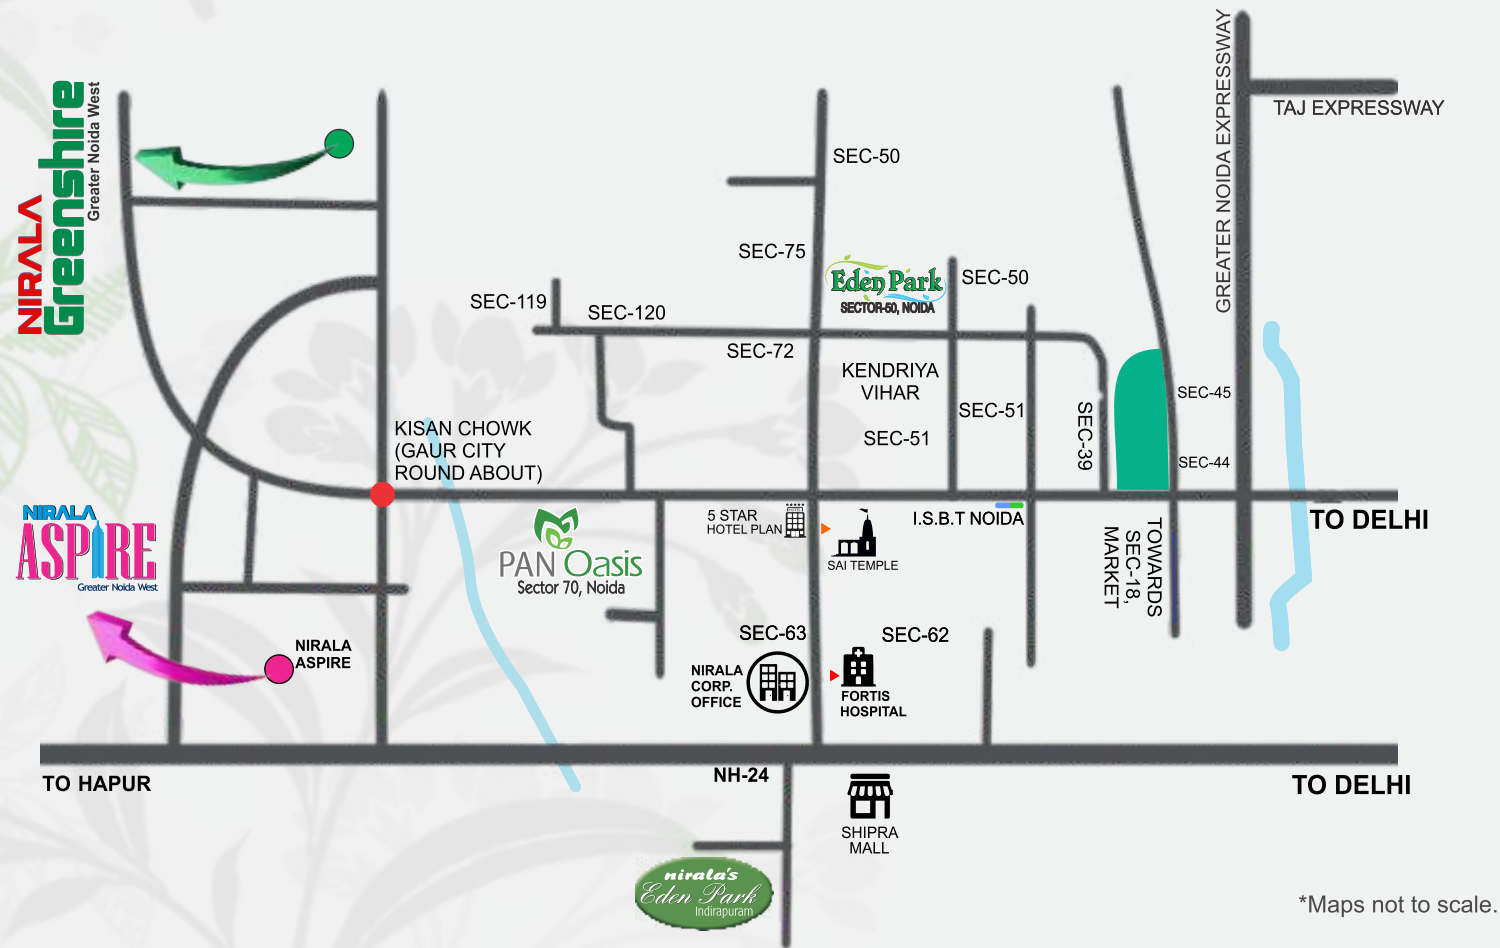 NIRALA
Greenshire
Greater Noida West
GREATER NOIDA EXPRESSWAY
TAJ EXPRESSWAY
SEC-50
SEC-75
Eden Park
SECTOR-50, NOIDA
SEC-50
SEC-119
SEC-120
SEC-72
KENDRIYA
VIHAR
SEC-51
SEC-51
SEC-39
SEC-45
SEC-44
KISAN CHOWK
(GAUR CITY
ROUND ABOUT)
NIRALA
ASPIRE
Greater Noida West
PAN Oasis
Sector 70, Noida
5 STAR
HOTEL PLAN
HOTEL
SAI TEMPLE
I.S.B.T NOIDA
TOWARDS
SEC-18,
MARKET
TO DELHI
NIRALA
ASPIRE
SEC-63
SEC-62
NIRALA
CORP.
OFFICE
FORTIS
HOSPITAL
TO HAPUR
NH-24
TO DELHI
SHIPRA
MALL
nirala's
Eden Park
Indirapuram
*Maps not to scale.